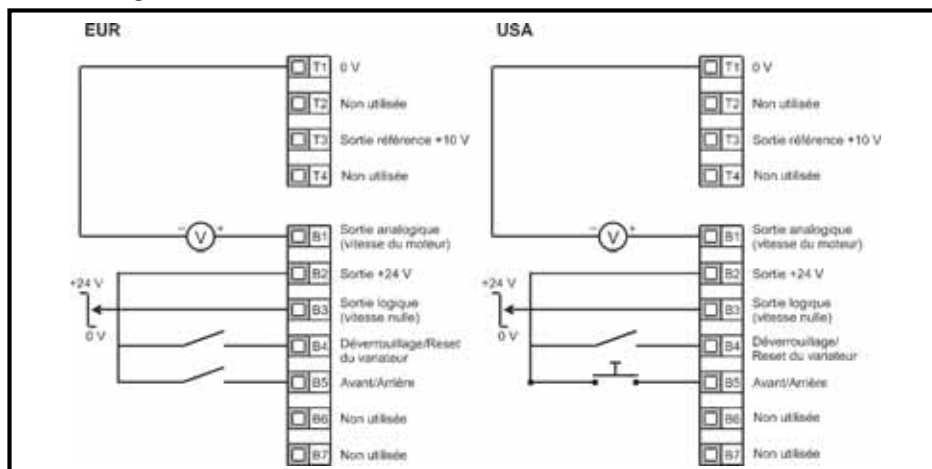 EUR
T1 0 V
T2 Non utilisée
T3 Sortie référence +10 V
T4 Non utilisée
− V +
B1 Sortie analogique
(vitesse du moteur)
B2 Sortie +24 V
+24 V
B3 Sortie logique
(vitesse nulle)
0 V
B4 Déverrouillage/Reset
du variateur
B5 Avant/Arrière
B6 Non utilisée
B7 Non utilisée
USA
T1 0 V
T2 Non utilisée
T3 Sortie référence +10 V
T4 Non utilisée
− V +
B1 Sortie analogique
(vitesse du moteur)
B2 Sortie +24 V
+24 V
B3 Sortie logique
(vitesse nulle)
0 V
B4 Déverrouillage/
Reset du variateur
B5 Avant/Arrière
B6 Non utilisée
B7 Non utilisée